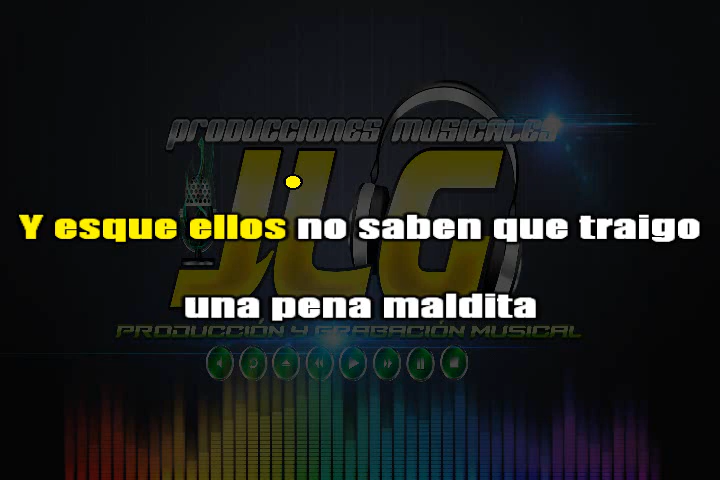 PRODUCCIONES MUSICALES
JLG
Y esque ellos no saben que traigo
una pena maldita
PRODUCCIÓN Y GRABACIÓN MUSICAL